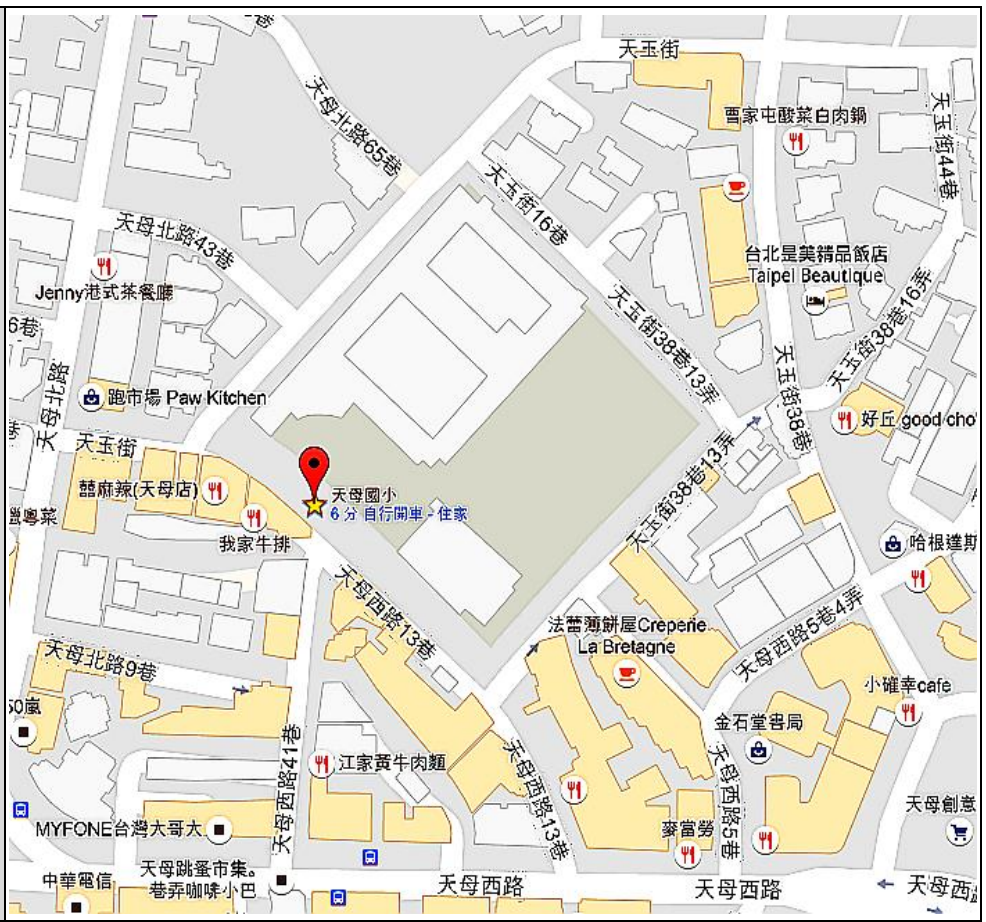 天玉街
天母北路65巷
曹家屯酸菜白肉鍋
天玉街44巷
天玉街16巷
天母北路43巷
台北是美精品飯店
Taipei Beautique
Jenny港式茶餐廳
天玉街38巷13弄
天玉街38巷16弄
6巷
天母北路
天玉街38巷
跑市場 Paw Kitchen
好丘 good cho'
巷
天玉街
天玉街38巷13弄
囍麻辣(天母店)
天母國小
6 分 自行開車 - 住家
粵菜
我家牛排
哈根達斯
天母西路13巷
法蕾薄餅屋Creperie
La Bretagne
天母西路5巷4弄
天母北路9巷
小確幸cafe
50嵐
金石堂書局
江家黃牛肉麵
天母西路13巷
天母西路41巷
天母西路5巷
天母創意
MYFONE台灣大哥大
麥當勞
天母跳蚤市集。
巷弄咖啡小巴
中華電信
天母西路
天母西路
天母西